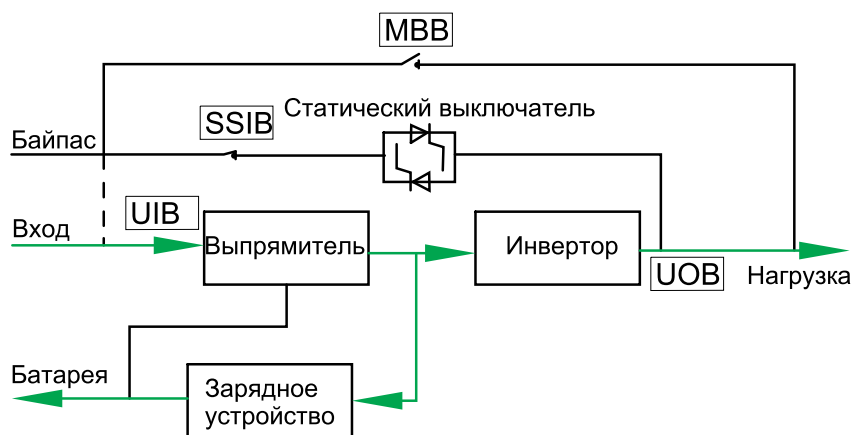 MBB
Статический выключатель
SSIB
Байпас
UIB
Вход
Выпрямитель
Инвертор
UOB
Нагрузка
Батарея
Зарядное
устройство